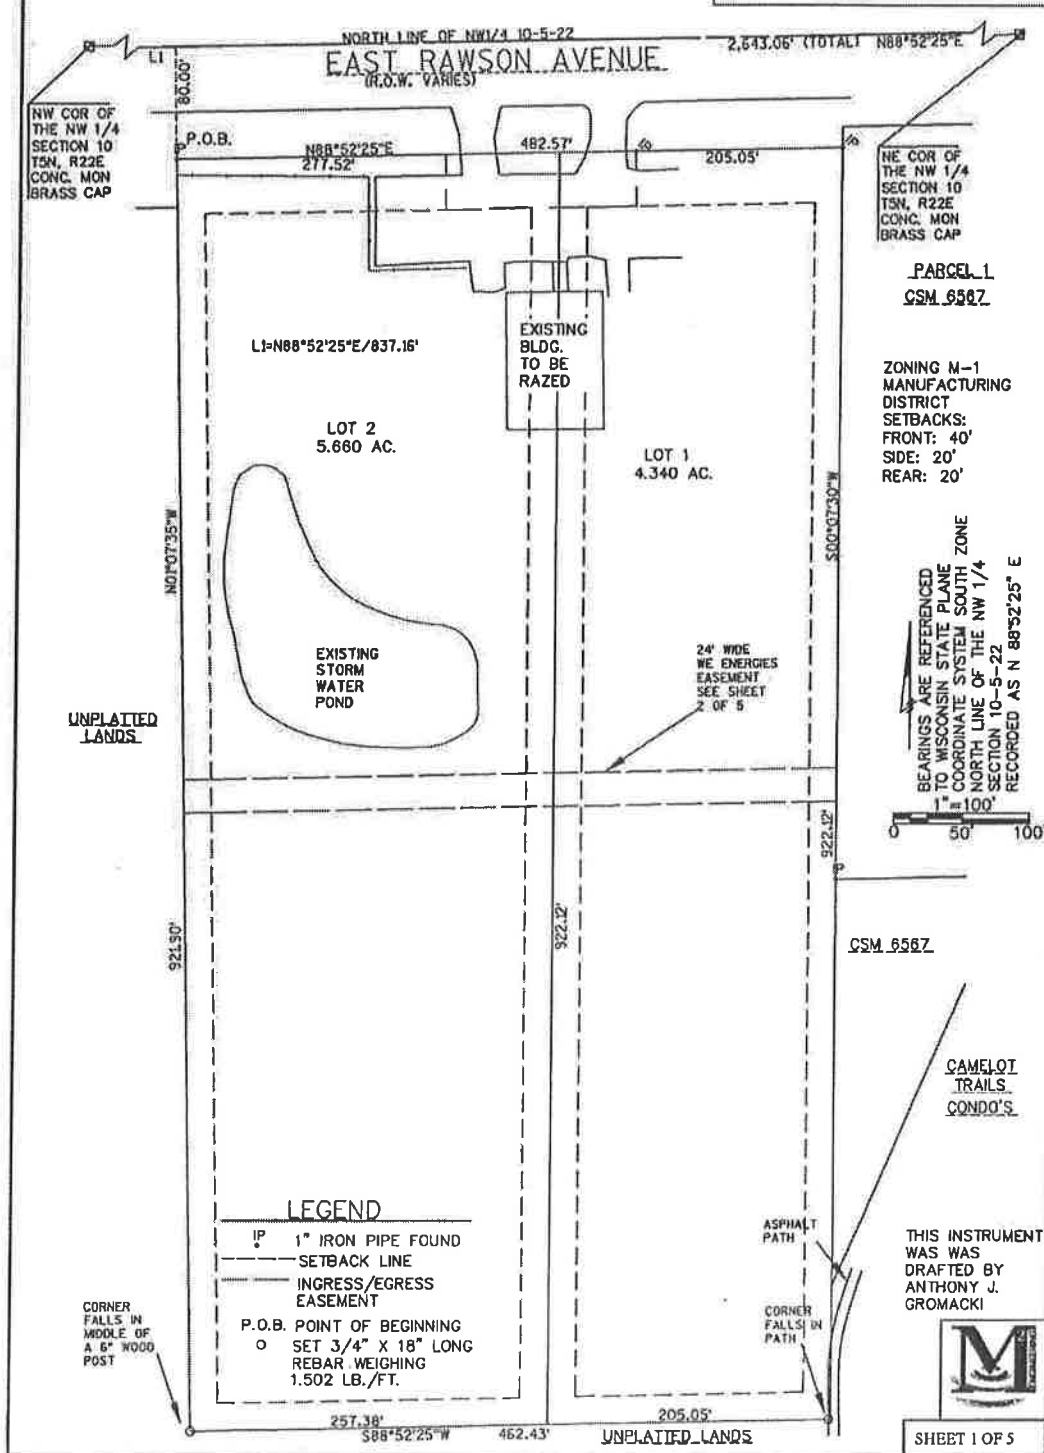 NORTH LINE OF NW1/4 10-5-22
2,643.06' (TOTAL) N88°52'25"E
EAST RAWSON AVENUE
(R.O.W. VARIES)
L1
80.00'
NW COR OF
THE NW 1/4
SECTION 10
T5N, R22E
CONC. MON
BRASS CAP
P.O.B.
N88°52'25"E
277.52'
482.57'
205.05'
IP
NE COR OF
THE NW 1/4
SECTION 10
T5N, R22E
CONC. MON
BRASS CAP
PARCEL 1
CSM 6567
L1=N88°52'25"E/837.16'
EXISTING
BLDG.
TO BE
RAZED
ZONING M-1
MANUFACTURING
DISTRICT
SETBACKS:
FRONT: 40'
SIDE: 20'
REAR: 20'
LOT 2
5.660 AC.
LOT 1
4.340 AC.
N01°07'35"W
S00°07'30"W
BEARINGS ARE REFERENCED
TO WISCONSIN STATE PLANE
COORDINATE SYSTEM SOUTH ZONE
NORTH LINE OF THE NW 1/4
SECTION 10-5-22
RECORDED AS N 88°52'25" E
EXISTING
STORM
WATER
POND
24' WIDE
WE ENERGIES
EASEMENT
SEE SHEET
2 OF 5
UNPLATTED
LANDS
1"=100'
0 50' 100'
922.12'
921.90'
922.12'
CSM 6567
CAMELOT
TRAILS
CONDO'S
LEGEND
IP 1" IRON PIPE FOUND
SETBACK LINE
INGRESS/EGRESS
EASEMENT
P.O.B. POINT OF BEGINNING
SET 3/4" X 18" LONG
REBAR WEIGHING
1.502 LB./FT.
ASPHALT
PATH
THIS INSTRUMENT
WAS WAS
DRAFTED BY
ANTHONY J.
GROMACKI
CORNER
FALLS IN
MIDDLE OF
A 6" WOOD
POST
CORNER
FALLS IN
PATH
257.38'
205.05'
S88°52'25"W 462.43'
UNPLATTED LANDS
SHEET 1 OF 5